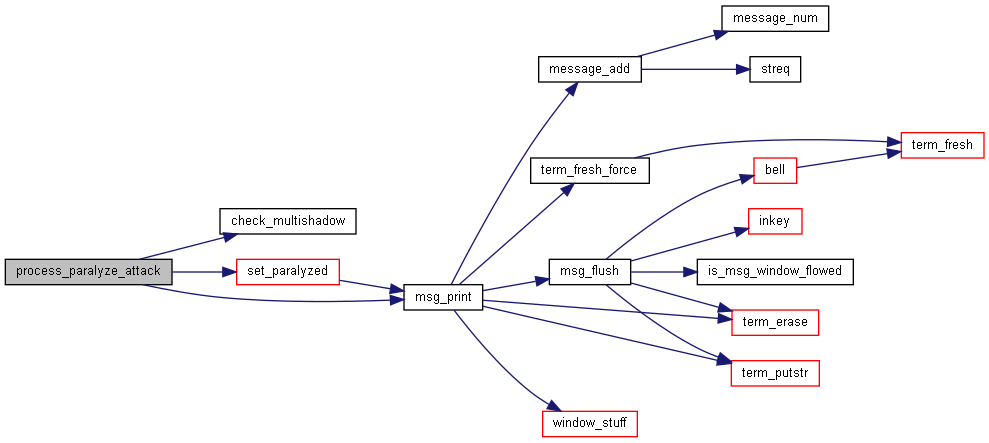 message_num
message_add
streq
term_fresh
term_fresh_force
bell
check_multishadow
inkey
process_paralyze_attack
set_paralyzed
msg_flush
is_msg_window_flowed
msg_print
term_erase
term_putstr
window_stuff